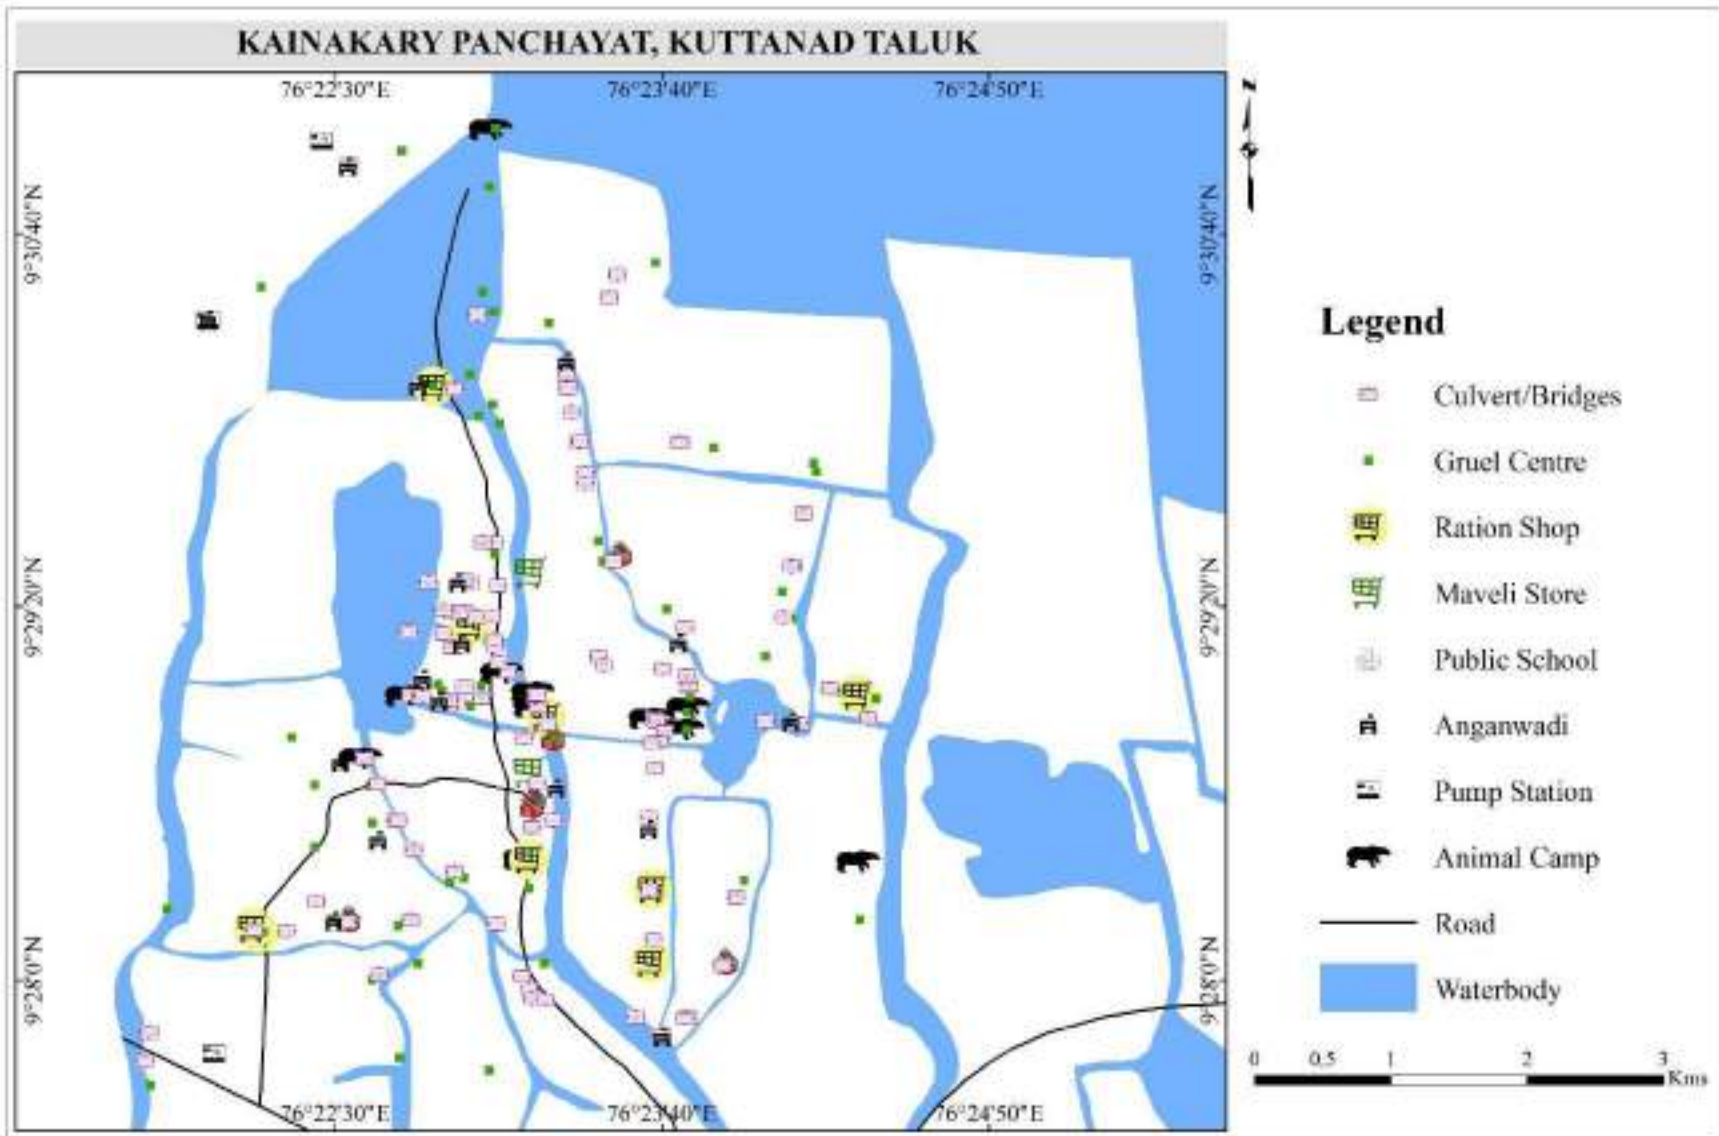 KAINAKARY PANCHAYAT, KUTTANAD TALUK
76°22'30"E 76°23'40"E 76°24'50"E
N
9°30'40"N 9°30'40"N
9°29'20"N 9°29'20"N
9°28'0"N 9°28'0"N
76°22'30"E 76°23'40"E 76°24'50"E
Legend
Culvert/Bridges
Gruel Centre
Ration Shop
Maveli Store
Public School
Anganwadi
Pump Station
Animal Camp
Road
Waterbody
0 0.5 1 2 3
Kms